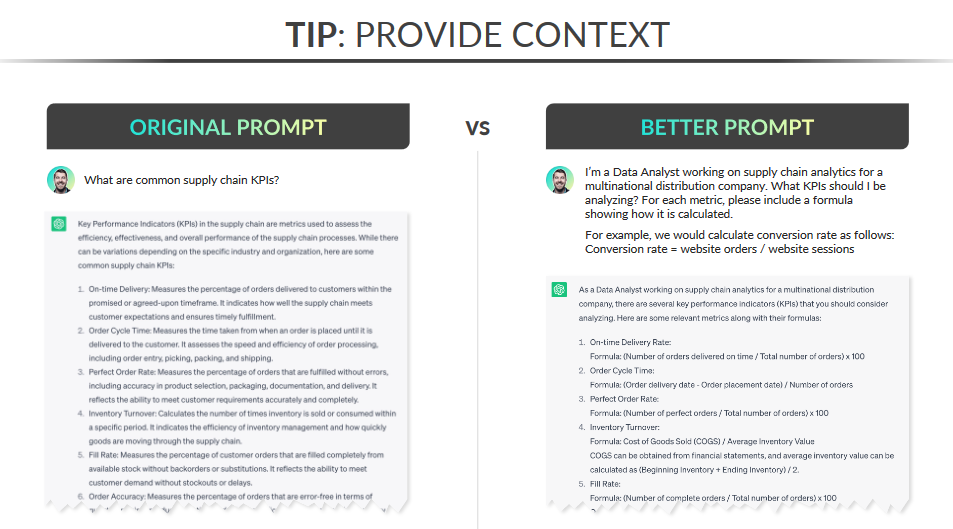 TIP: PROVIDE CONTEXT
ORIGINAL PROMPT
VS
BETTER PROMPT
What are common supply chain KPIs?
Key Performance Indicators (KPIs) in the supply chain are metrics used to assess the
efficiency, effectiveness, and overall performance of the supply chain processes. While there
can be variations depending on the specific industry and organization, here are some
common supply chain KPIs:
1. On-time Delivery: Measures the percentage of orders delivered to customers within the
promised or agreed-upon timeframe. It indicates how well the supply chain meets
customer expectations and ensures timely fulfillment.
2. Order Cycle Time: Measures the time taken from when an order is placed until it is
delivered to the customer. It assesses the speed and efficiency of order processing,
including order entry, picking, packing, and shipping.
3. Perfect Order Rate: Measures the percentage of orders that are fulfilled without errors,
including accuracy in product selection, packaging, documentation, and delivery. It
reflects the ability to meet customer requirements accurately and completely.
4. Inventory Turnover: Calculates the number of times inventory is sold or consumed within
a specific period. It indicates the efficiency of inventory management and how quickly
goods are moving through the supply chain.
5. Fill Rate: Measures the percentage of customer orders that are filled completely from
available stock without backorders or substitutions. It reflects the ability to meet
customer demand without stockouts or delays.
6. Order Accuracy: Measures the percentage of orders that are error-free in terms of
I'm a Data Analyst working on supply chain analytics for a
multinational distribution company. What KPIs should I be
analyzing? For each metric, please include a formula
showing how it is calculated.
For example, we would calculate conversion rate as follows:
Conversion rate = website orders / website sessions
As a Data Analyst working on supply chain analytics for a multinational distribution
company, there are several key performance indicators (KPIs) that you should consider
analyzing. Here are some relevant metrics along with their formulas:
1. On-time Delivery Rate:
Formula: (Number of orders delivered on time / Total number of orders) x 100
2. Order Cycle Time:
Formula: (Order delivery date - Order placement date) / Number of orders
3. Perfect Order Rate:
Formula: (Number of perfect orders / Total number of orders) x 100
4. Inventory Turnover:
Formula: Cost of Goods Sold (COGS) / Average Inventory Value
COGS can be obtained from financial statements, and average inventory value can be
calculated as (Beginning Inventory + Ending Inventory) / 2.
5. Fill Rate:
Formula: (Number of complete orders / Total number of orders) x 100